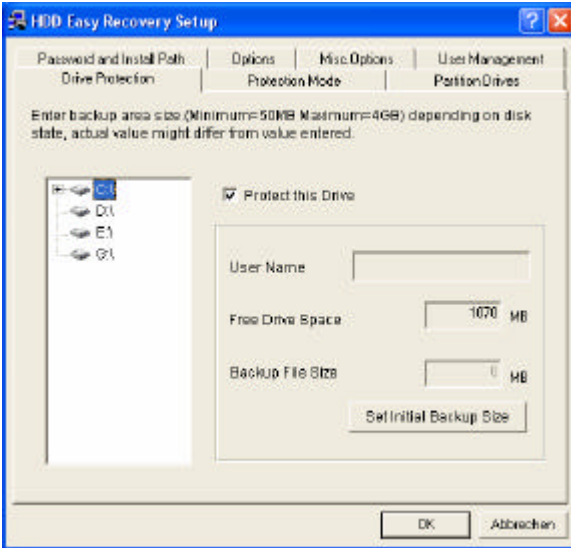 HDD Easy Recovery Setup
Password and Install Path
Options
Misc.Options
User Management
Drive Protection
Protection Mode
Partition Drives
Enter backup area size (Minimum=50MB Maximum=4GB) depending on disk
state, actual value might differ from value entered.
C:\
D:\
E:\
G:\
Protect this Drive
User Name
Free Drive Space
1070 MB
Backup File Size
0 MB
Set Initial Backup Size
OK
Abbrechen